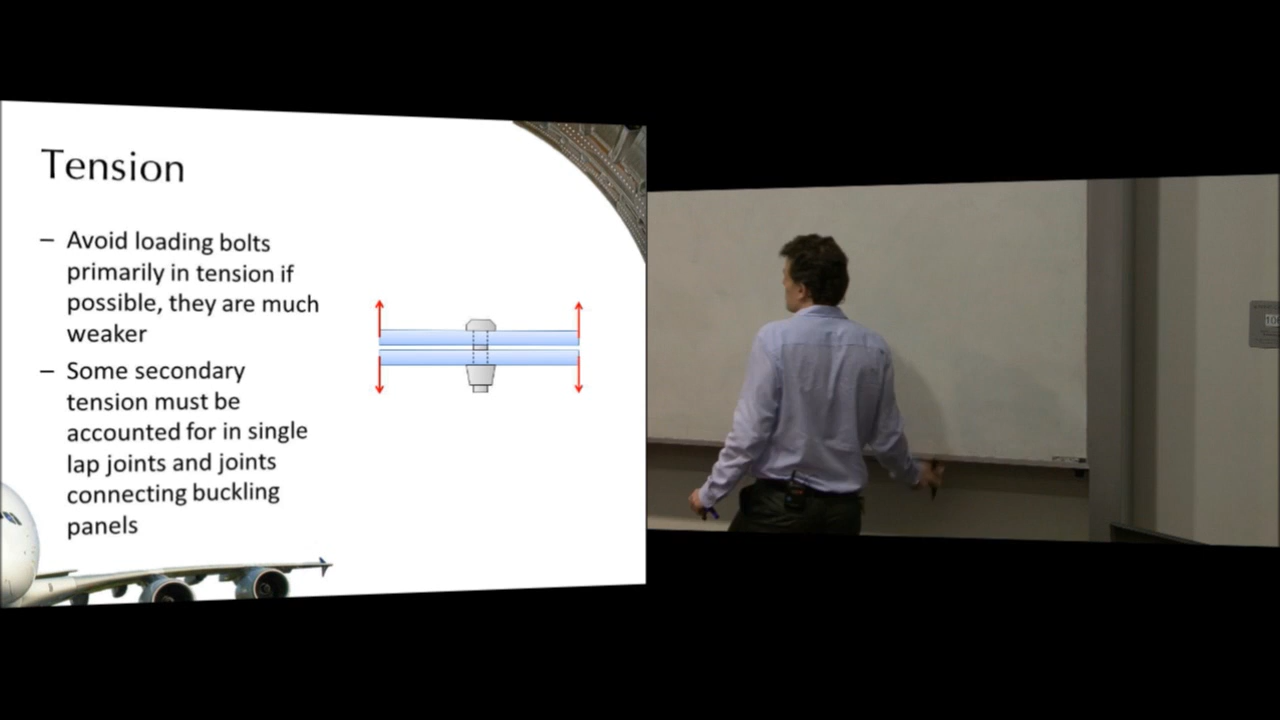 Tension
– Avoid loading bolts
primarily in tension if
possible, they are much
weaker
– Some secondary
tension must be
accounted for in single
lap joints and joints
connecting buckling
panels